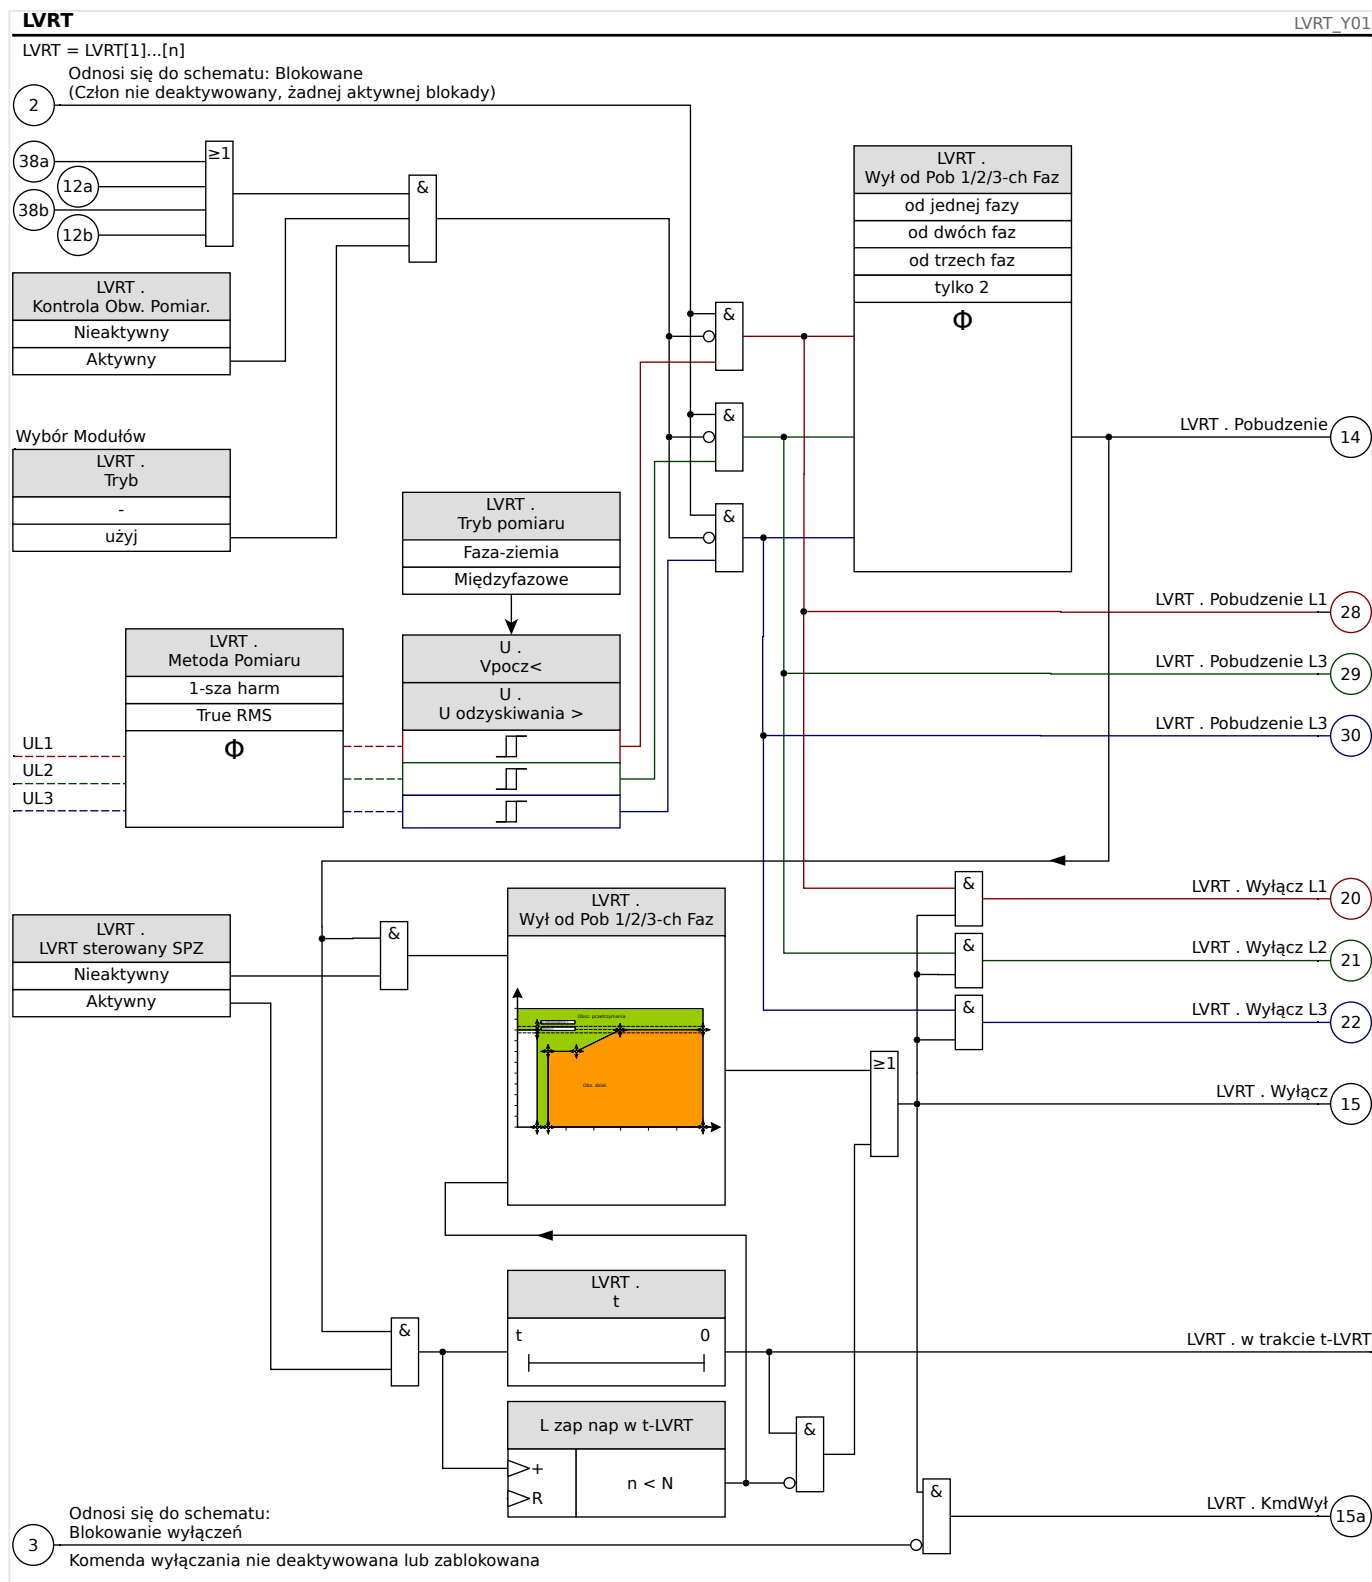 LVRT
LVRT_Y01
LVRT = LVRT[1]...[n]
Odnosi się do schematu: Blokowane
(Człon nie deaktywowany, żadnej aktywnej blokady)
2
38a
12a
38b
12b
≥1
&
LVRT .
Kontrola Obw. Pomiar.
Nieaktywny
Aktywny
Wybór Modułów
LVRT .
Tryb
-
użyj
LVRT .
Tryb pomiaru
Faza-ziemia
Międzyfazowe
&
&
&
LVRT .
Wył od Pob 1/2/3-ch Faz
od jednej fazy
od dwóch faz
od trzech faz
tylko 2
Φ
LVRT . Pobudzenie
14
LVRT . Pobudzenie L1
28
LVRT . Pobudzenie L3
29
LVRT . Pobudzenie L3
30
LVRT .
Metoda Pomiaru
1-sza harm
True RMS
Φ
UL1
UL2
UL3
U .
Vpocz<
U .
U odzyskiwania >
&
LVRT . Wyłącz L1
20
&
LVRT . Wyłącz L2
21
&
LVRT . Wyłącz L3
22
LVRT .
LVRT sterowany SPZ
Nieaktywny
Aktywny
&
LVRT .
Wył od Pob 1/2/3-ch Faz
Obsz. przetrzymania
Obs. dział.
≥1
LVRT . Wyłącz
15
LVRT .
t
t
0
&
LVRT . w trakcie t-LVRT
L zap nap w t-LVRT
+
R
n < N
&
&
LVRT . KmdWył
15a
Odnosi się do schematu:
Blokowanie wyłączeń
3
Komenda wyłączania nie deaktywowana lub zablokowana